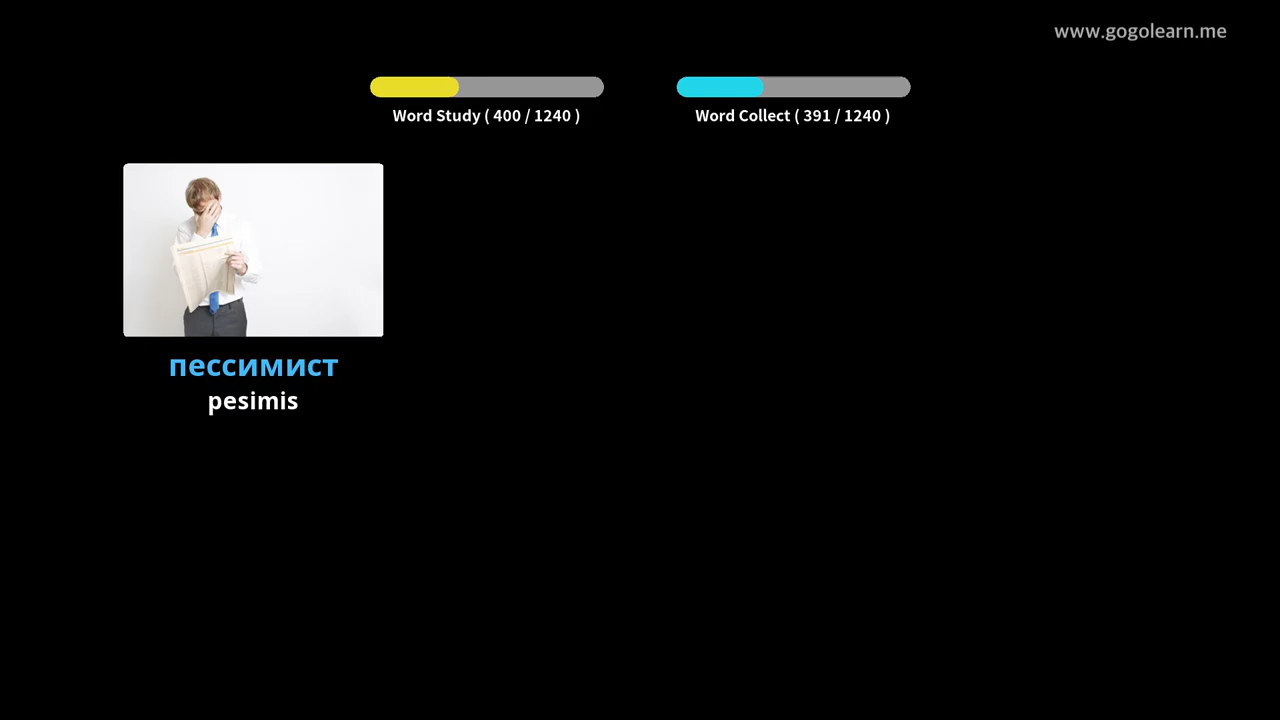 www.gogolearn.me
Word Study ( 400 / 1240 )
Word Collect ( 391 / 1240 )
пессимист
pesimis